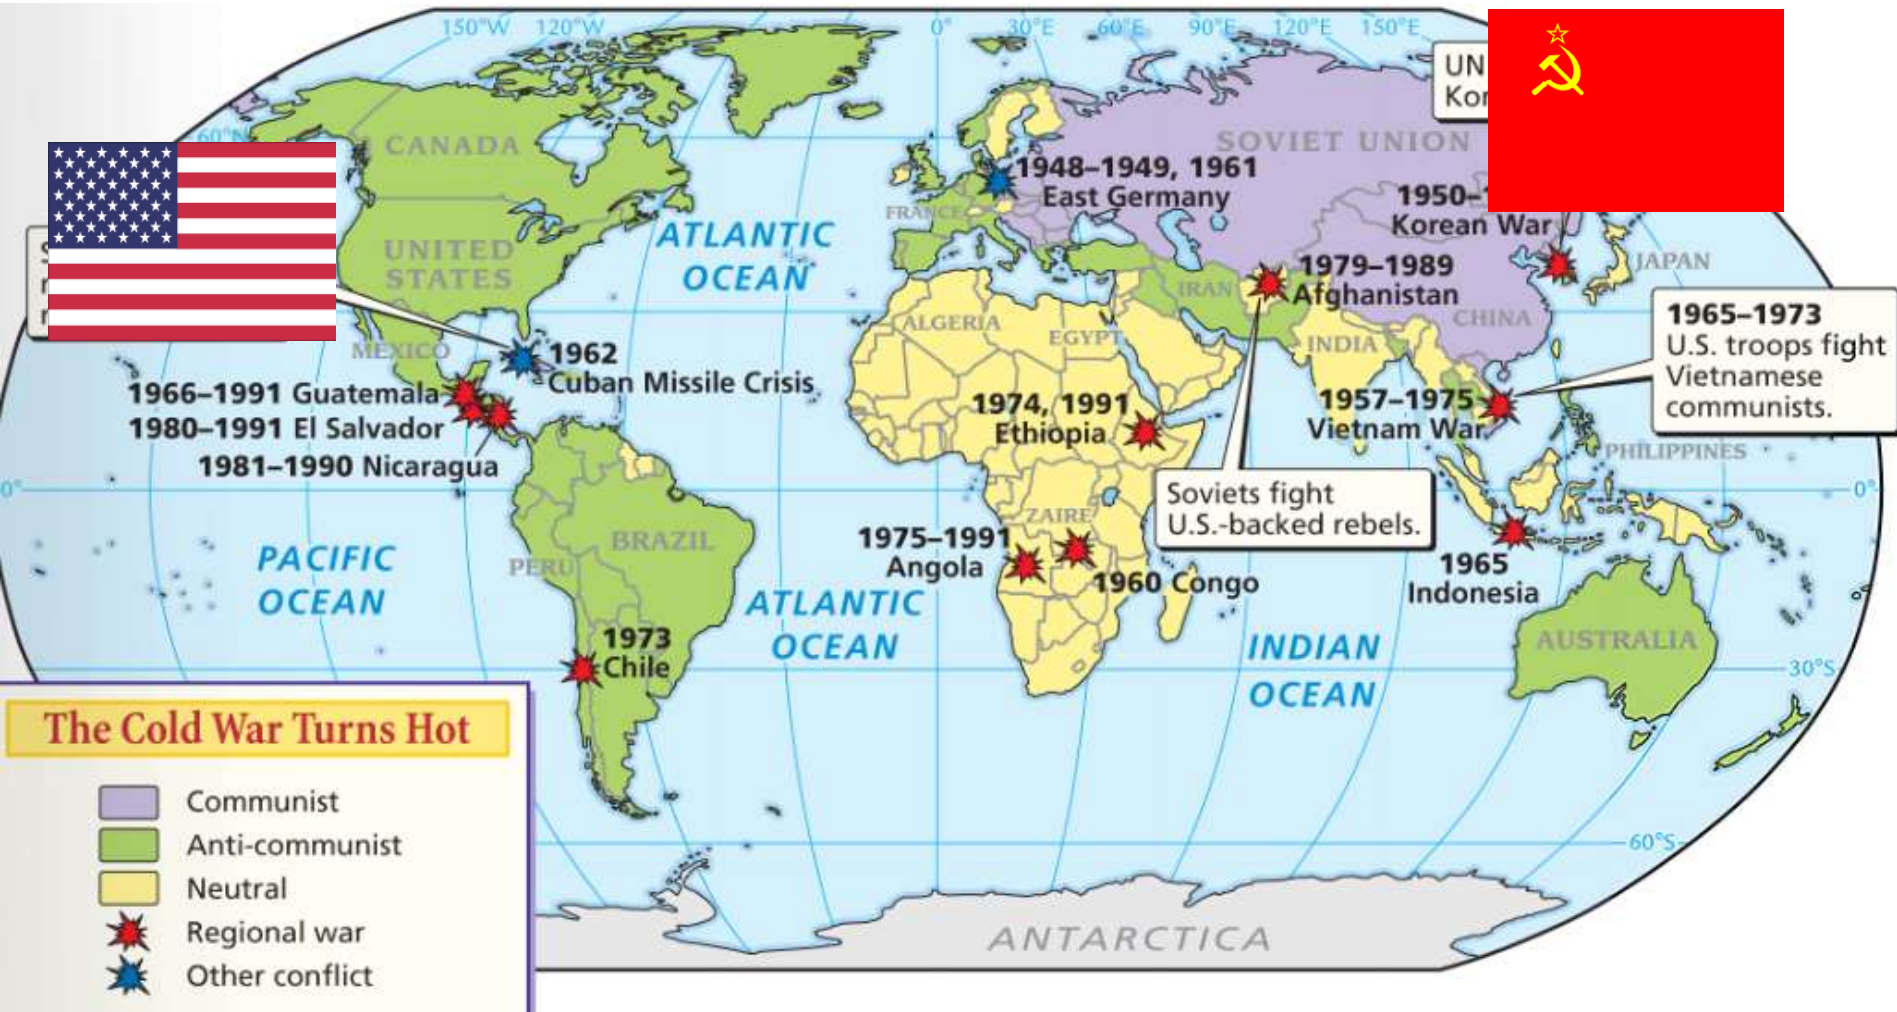 150°W
120°W
0°
30°E
60°E
90°E
120°E
150°E
UN
60°N
CANADA
SOVIET UNION
1948–1949, 1961
East Germany
1950–
Korean War
FRANCE
ATLANTIC
OCEAN
UNITED
STATES
1979–1989
Afghanistan
IRAN
JAPAN
CHINA
ALGERIA
EGYPT
INDIA
1965–1973
U.S. troops fight
Vietnamese
communists.
MEXICO
1962
Cuban Missile Crisis
1966–1991 Guatemala
1980–1991 El Salvador
1981–1990 Nicaragua
1974, 1991
Ethiopia
1957–1975
Vietnam War
PHILIPPINES
0°
0°
Soviets fight
U.S.-backed rebels.
ZAIRE
BRAZIL
PERU
PACIFIC
OCEAN
1975–1991
Angola
1960 Congo
1965
Indonesia
ATLANTIC
OCEAN
INDIAN
OCEAN
AUSTRALIA
1973
Chile
30°S
60°S
ANTARCTICA
The Cold War Turns Hot
Communist
Anti-communist
Neutral
Regional war
Other conflict